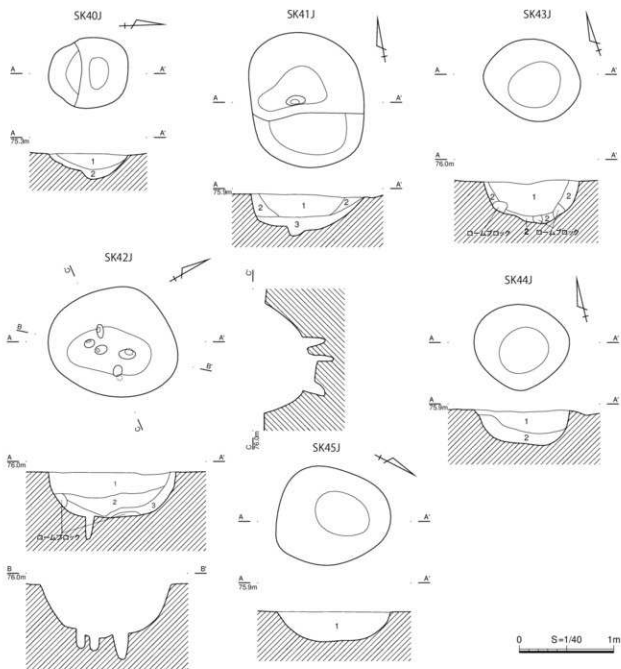 SK40J
A A'
A A'
75.3m
1
2
SK41J
A A'
A A'
75.9m
2 1 2
3
SK43J
A A'
A A'
76.0m
2 1 2
2
ロームブロック ロームブロック
SK42J
C
B
A A'
B'
C'
A A'
76.0m
1
2
3
ロームブロック
B B'
76.0m
C'
C
76.0m
SK44J
A A'
A A'
75.9m
1
2
SK45J
A A'
A A'
75.9m
1
0 S=1/40 1m